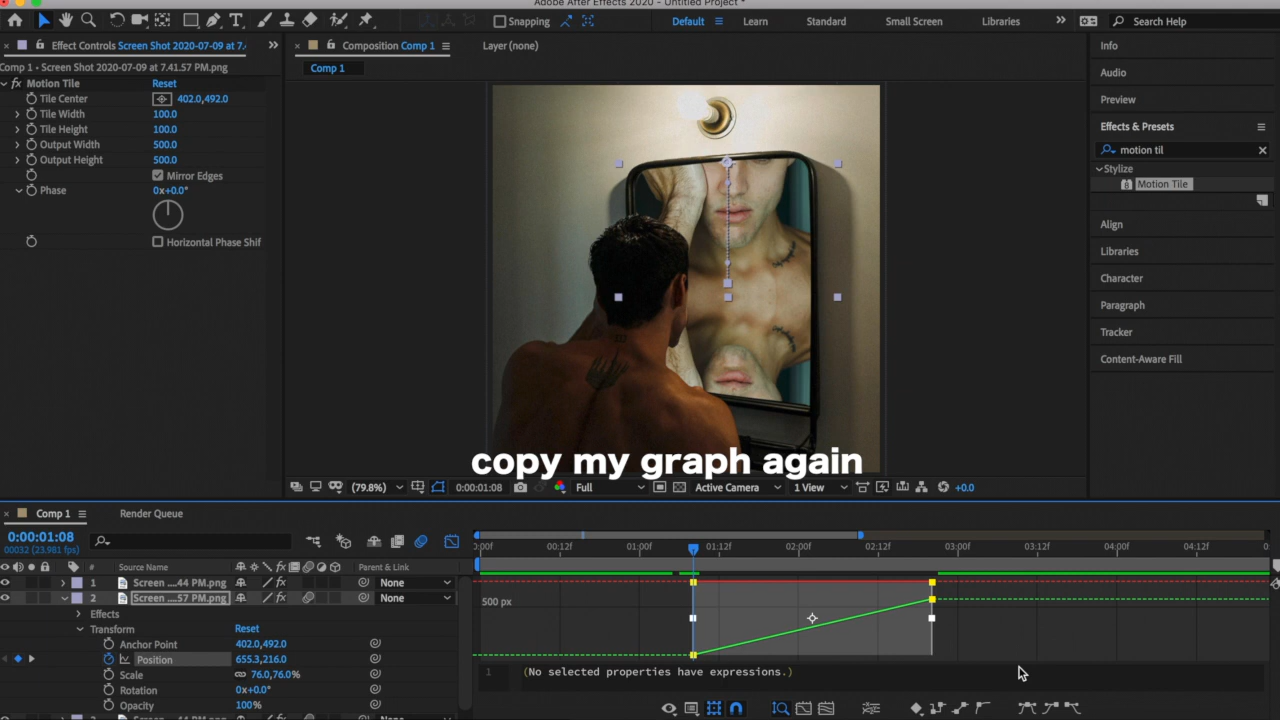 Adobe After Effects 2020 - Untitled Project *
Snapping
Default
Learn
Standard
Small Screen
Libraries
Search Help
Effect Controls Screen Shot 2020-07-09 at 7.4
Comp 1 • Screen Shot 2020-07-09 at 7.41.57 PM.png
fx Motion Tile Reset
Tile Center 402.0,492.0
Tile Width 100.0
Tile Height 100.0
Output Width 500.0
Output Height 500.0
Mirror Edges
Phase 0x+0.0°
Horizontal Phase Shif
Composition Comp 1
Layer (none)
Comp 1
copy my graph again
(79.8%)
0:00:01:08
Full
Active Camera
1 View
+0.0
Info
Audio
Preview
Effects & Presets
motion til
Stylize
Motion Tile
Align
Libraries
Character
Paragraph
Tracker
Content-Aware Fill
Comp 1
Render Queue
0:00:01:08
00032 (23.981 fps)
# Source Name
Parent & Link
1 Screen ....44 PM.png fx None
2 Screen ....57 PM.png fx None
Effects
Transform Reset
Anchor Point 402.0,492.0
Position 655.3,216.0
Scale 76.0,76.0%
Rotation 0x+0.0°
Opacity 100%
:00f 00:12f 01:00f 01:12f 02:00f 02:12f 03:00f 03:12f 04:00f 04:12f 0:
500 px
1 (No selected properties have expressions.)